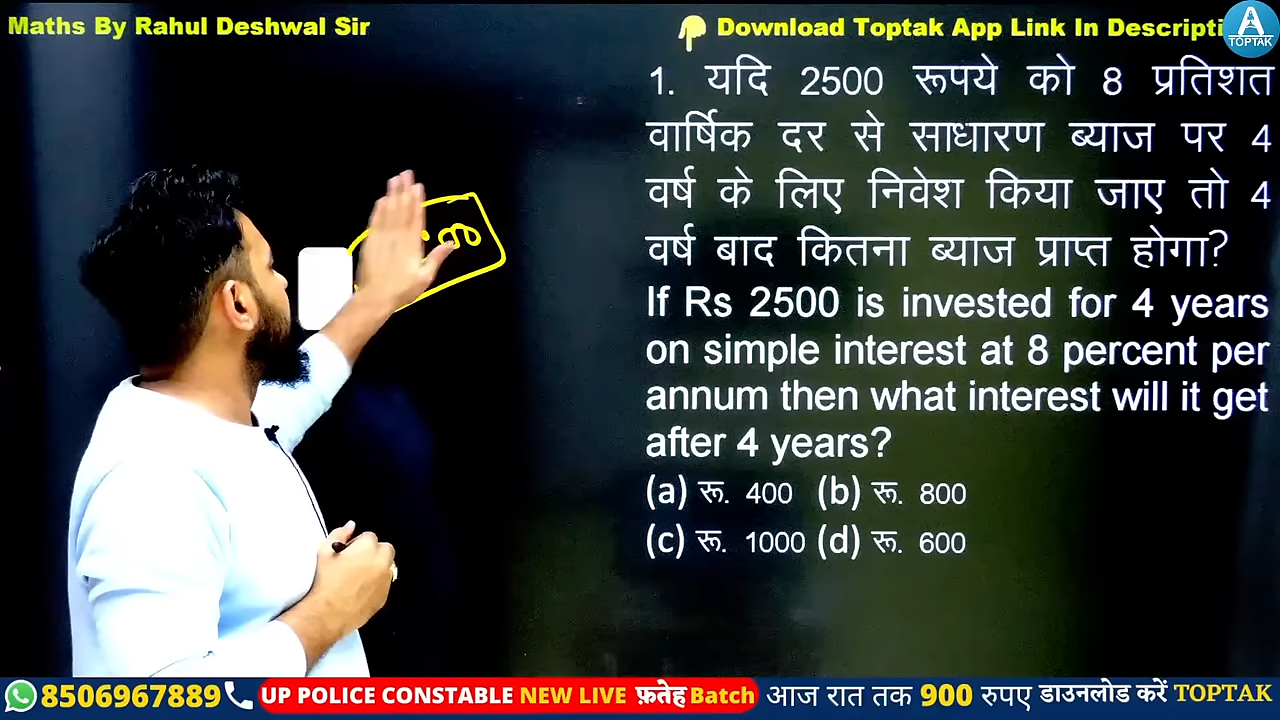 Maths By Rahul Deshwal Sir
Download Toptak App Link In Descripti
TOPTAK
1. यदि 2500 रूपये को 8 प्रतिशत
वार्षिक दर से साधारण ब्याज पर 4
वर्ष के लिए निवेश किया जाए तो 4
वर्ष बाद कितना ब्याज प्राप्त होगा?
If Rs 2500 is invested for 4 years
on simple interest at 8 percent per
annum then what interest will it get
after 4 years?
(a) रू. 400 (b) रू. 800
(c) रू. 1000 (d) रू. 600
8506967889 UP POLICE CONSTABLE NEW LIVE फ़तेह Batch आज रात तक 900 रुपए डाउनलोड करें TOPTAK